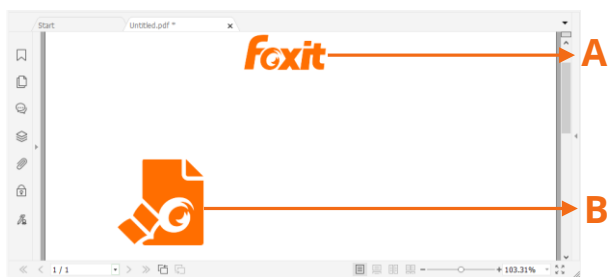 Start
Untitled.pdf *
foxit
A
B
1 / 1
103.31%